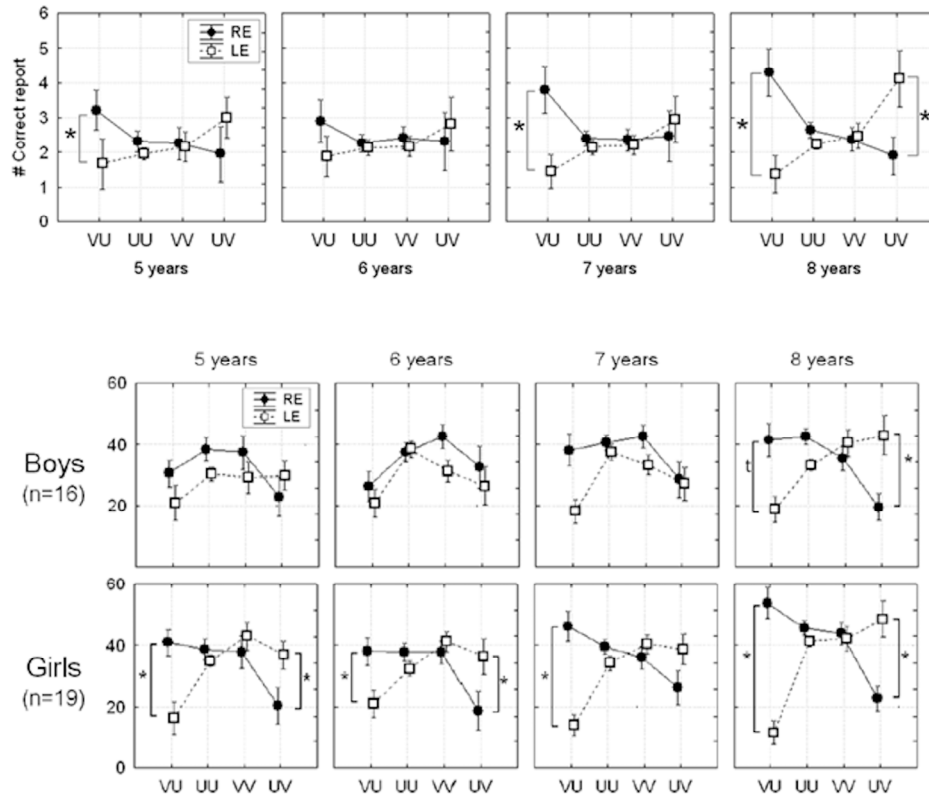 6
5
4
3
2
1
0
# Correct report
RE
LE
*
*
*
*
VU UU VV UV
VU UU VV UV
VU UU VV UV
VU UU VV UV
5 years
6 years
7 years
8 years
5 years
6 years
7 years
8 years
60
40
20
RE
LE
Boys
(n=16)
t
*
60
40
20
0
Girls
(n=19)
*
*
*
*
*
*
*
VU UU VV UV
VU UU VV UV
VU UU VV UV
VU UU VV UV